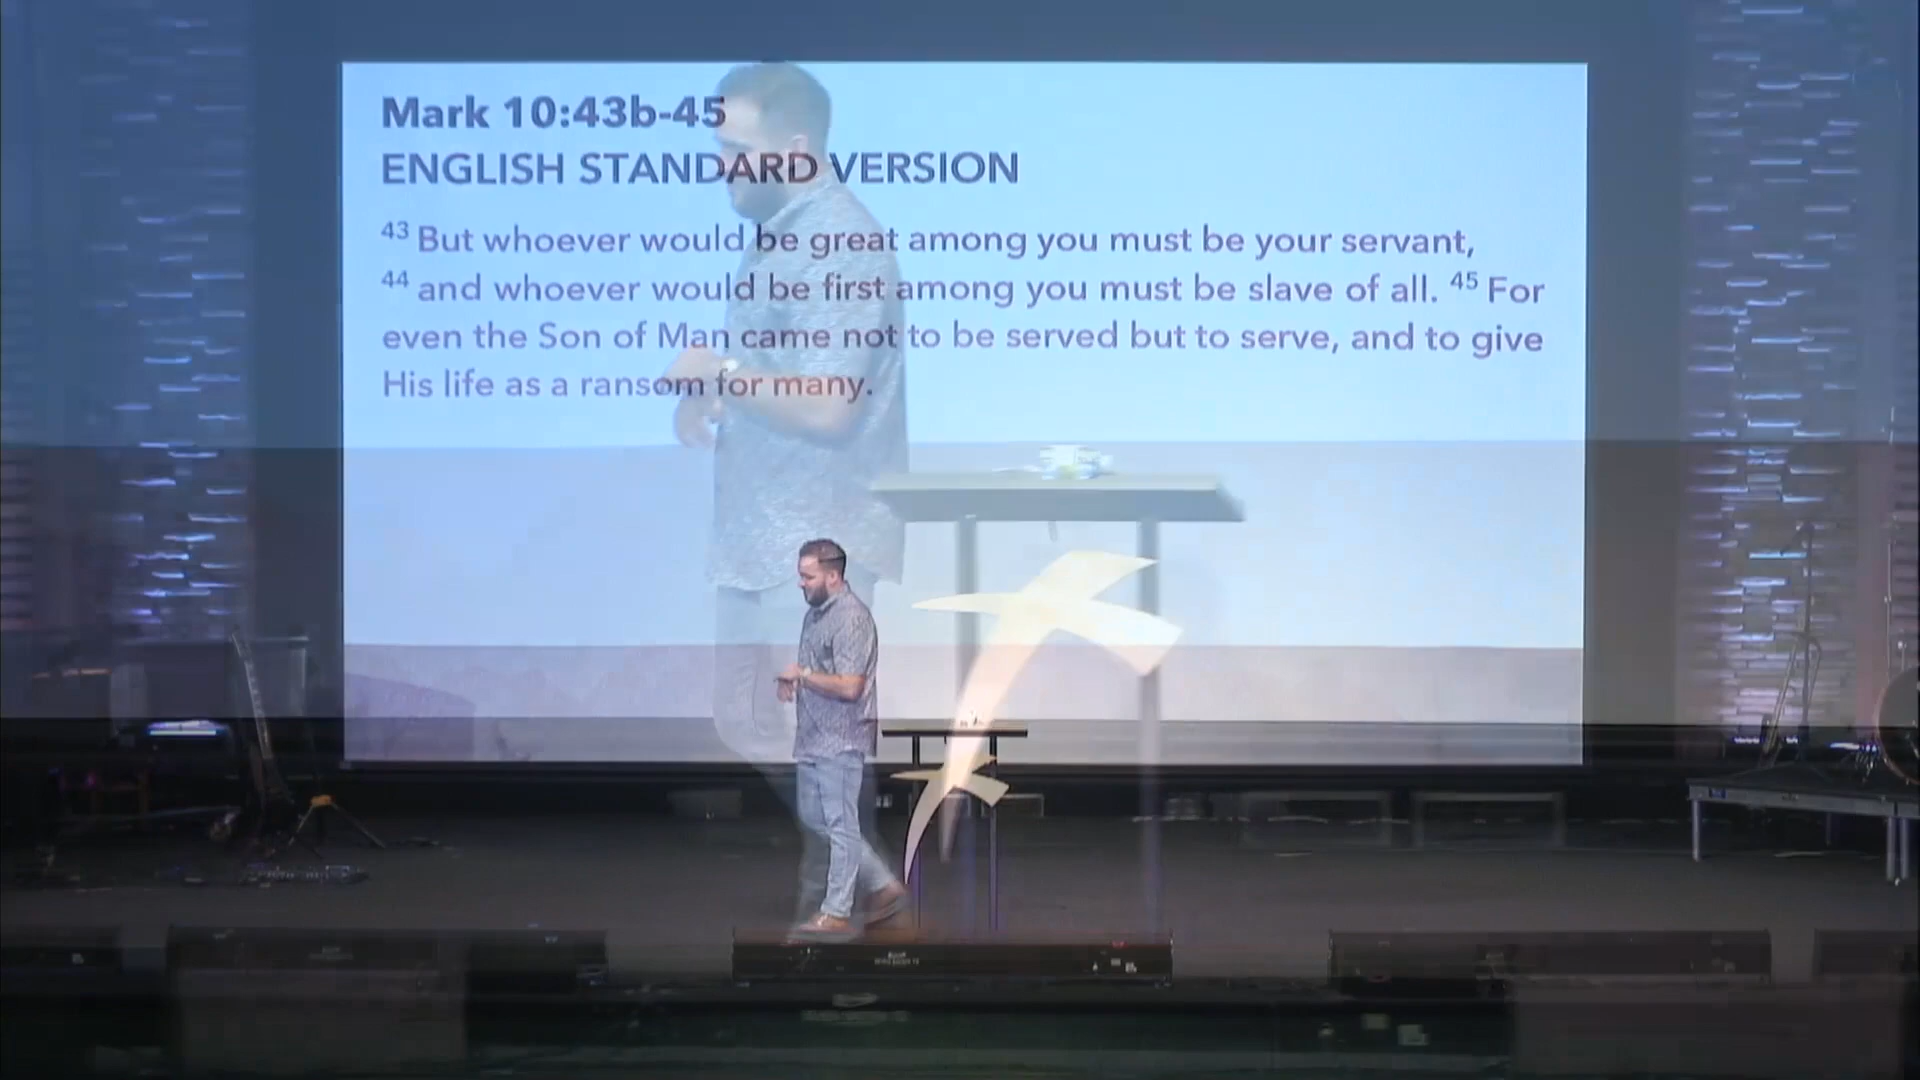 Mark 10:43b-45
ENGLISH STANDARD VERSION
43 But whoever would be great among you must be your servant,
44 and whoever would be first among you must be slave of all. 45 For
even the Son of Man came not to be served but to serve, and to give
His life as a ransom for many.